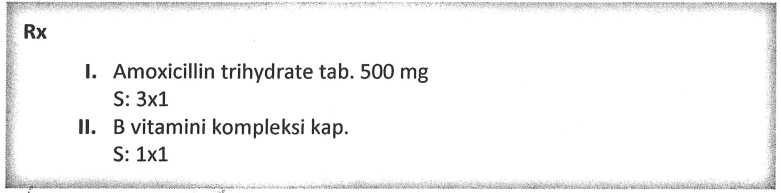 Rx
I. Amoxicillin trihydrate tab. 500 mg
S: 3x1
II. B vitamini kompleksi kap.
S: 1x1